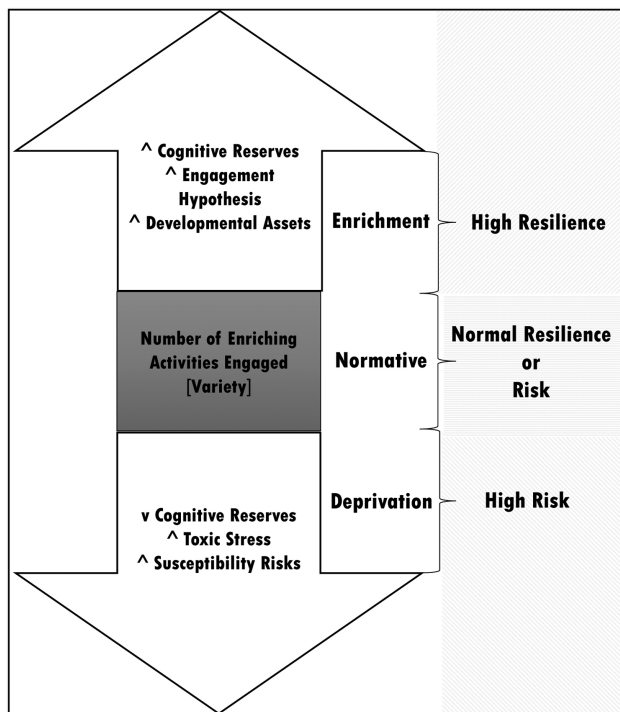 ^ Cognitive Reserves
^ Engagement
Hypothesis
^ Developmental Assets
Enrichment
High Resilience
Number of Enriching
Activities Engaged
[Variety]
Normative
Normal Resilience
or
Risk
Deprivation
High Risk
v Cognitive Reserves
^ Toxic Stress
^ Susceptibility Risks